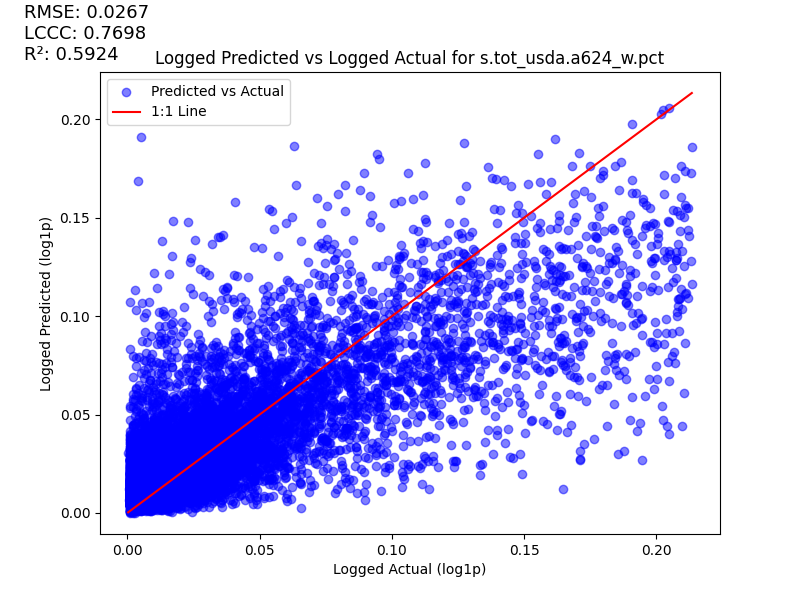 RMSE: 0.0267
LCCC: 0.7698
R²: 0.5924
Logged Predicted vs Logged Actual for s.tot_usda.a624_w.pct
Predicted vs Actual
1:1 Line
Logged Predicted (log1p)
0.20
0.15
0.10
0.05
0.00
0.00 0.05 0.10 0.15 0.20
Logged Actual (log1p)